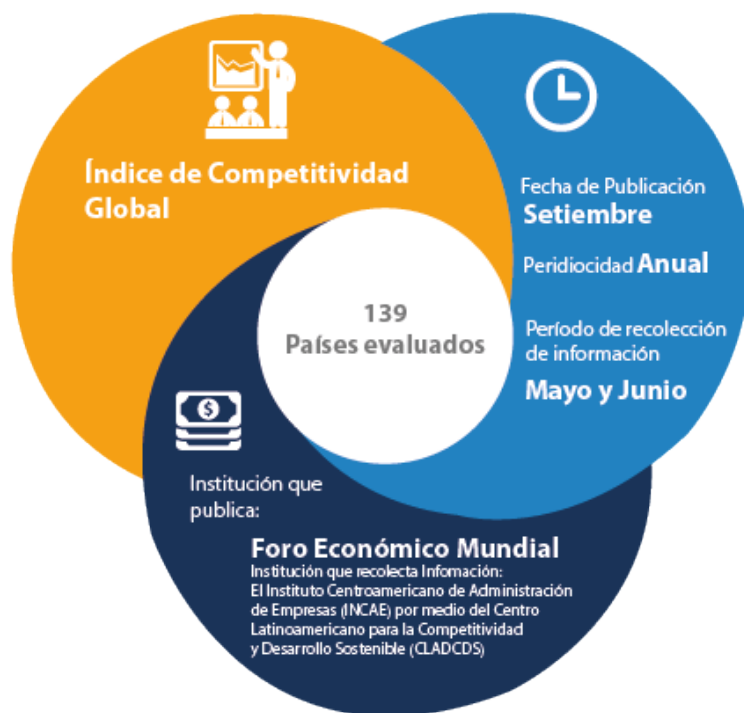 Índice de Competitividad
Global
Fecha de Publicación
Setiembre
Peridiocidad Anual
Período de recolección
de información
Mayo y Junio
139
Países evaluados
$
Institución que
publica:
Foro Económico Mundial
Institución que recolecta Infomación:
El Instituto Centroamericano de Administración
de Empresas (INCAE) por medio del Centro
Latinoamericano para la Competitividad
y Desarrollo Sostenible (CLADCDS)